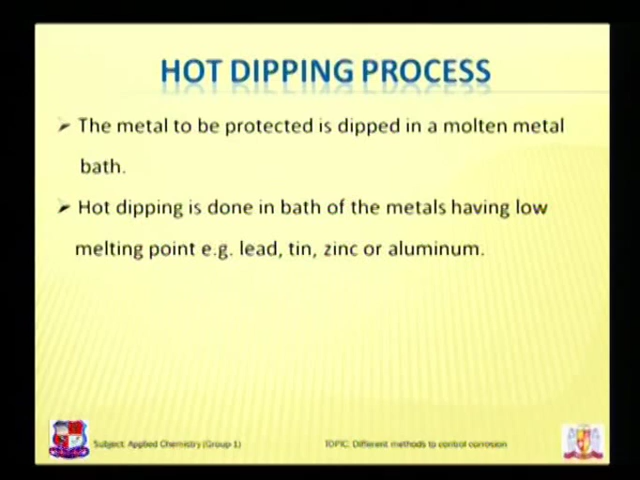 HOT DIPPING PROCESS
➢ The metal to be protected is dipped in a molten metal
bath.
➢ Hot dipping is done in bath of the metals having low
melting point e.g. lead, tin, zinc or aluminum.
Subject: Applied Chemistry (Group 1)
TOPIC: Different methods to control corrosion